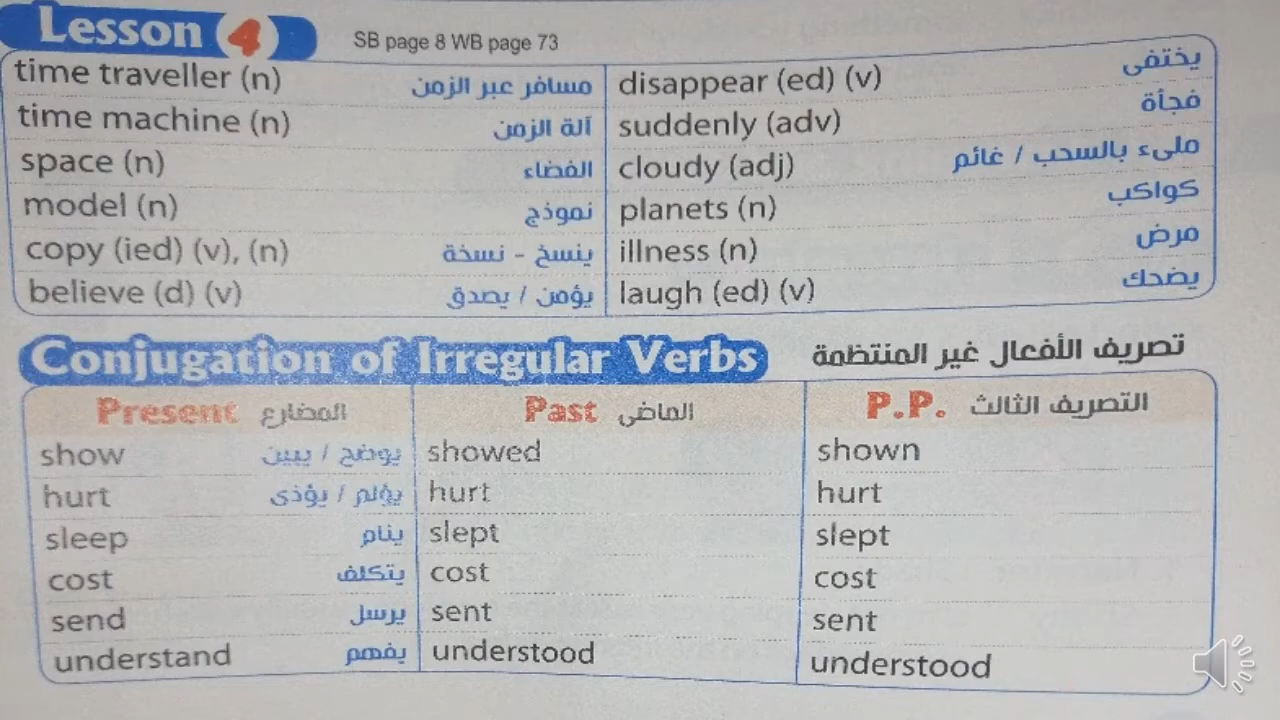 Lesson 4 SB page 8 WB page 73
time traveller (n) مسافر عبر الزمن disappear (ed) (v) يختفى
time machine (n) آلة الزمن suddenly (adv) فجأة
space (n) الفضاء cloudy (adj) ملىء بالسحب / غائم
model (n) نموذج planets (n) كواكب
copy (ied) (v), (n) ينسخ - نسخة illness (n) مرض
believe (d) (v) يؤمن / يصدق laugh (ed) (v) يضحك
Conjugation of Irregular Verbs تصريف الأفعال غير المنتظمة
Present المضارع Past الماضى P.P. التصريف الثالث
show يوضح / يبين showed shown
hurt يؤلم / يؤذى hurt hurt
sleep ينام slept slept
cost يتكلف cost cost
send يرسل sent sent
understand يفهم understood understood